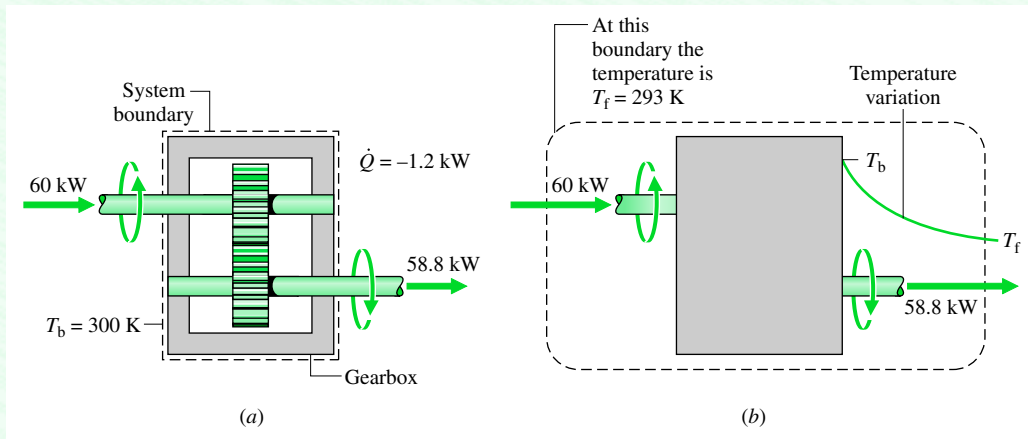 System
boundary
60 kW
Q̇ = –1.2 kW
58.8 kW
T_b = 300 K
Gearbox
(a)
At this
boundary the
temperature is
T_f = 293 K
Temperature
variation
60 kW
T_b
T_f
58.8 kW
(b)